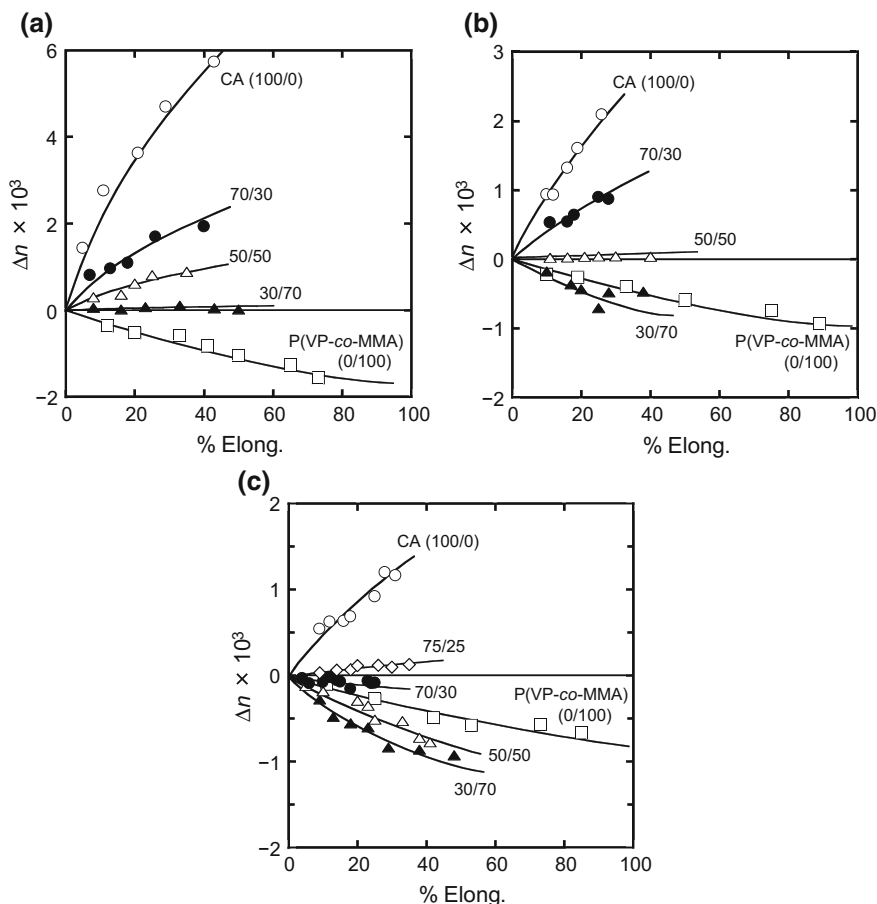 (a)
6
4
2
0
−2
Δn × 10³
CA (100/0)
70/30
50/50
30/70
P(VP-co-MMA)
(0/100)
0 20 40 60 80 100
% Elong.
(b)
3
2
1
0
−1
−2
Δn × 10³
CA (100/0)
70/30
50/50
30/70
P(VP-co-MMA)
(0/100)
0 20 40 60 80 100
% Elong.
(c)
2
1
0
−1
−2
Δn × 10³
CA (100/0)
75/25
70/30
P(VP-co-MMA)
(0/100)
50/50
30/70
0 20 40 60 80 100
% Elong.